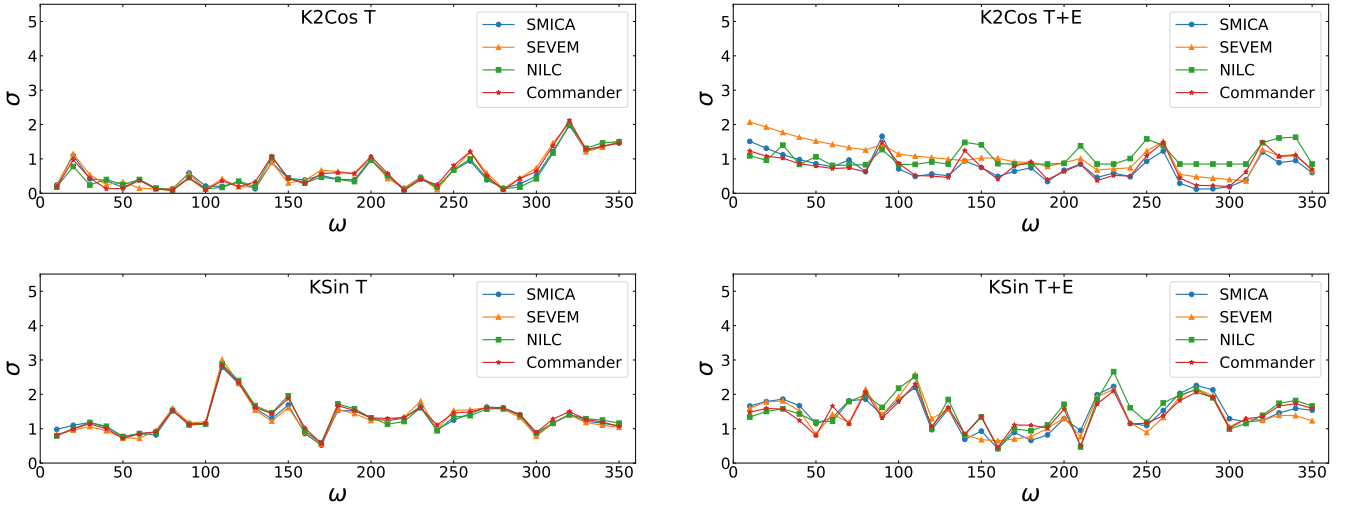 K2Cos T
5
4
3
2
1
0
σ
SMICA
SEVEM
NILC
Commander
0 50 100 150 200 250 300 350
ω
K2Cos T+E
5
4
3
2
1
0
σ
SMICA
SEVEM
NILC
Commander
0 50 100 150 200 250 300 350
ω
KSin T
5
4
3
2
1
0
σ
SMICA
SEVEM
NILC
Commander
0 50 100 150 200 250 300 350
ω
KSin T+E
5
4
3
2
1
0
σ
SMICA
SEVEM
NILC
Commander
0 50 100 150 200 250 300 350
ω